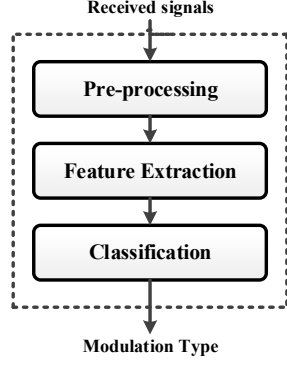 Received signals
Pre-processing
Feature Extraction
Classification
Modulation Type